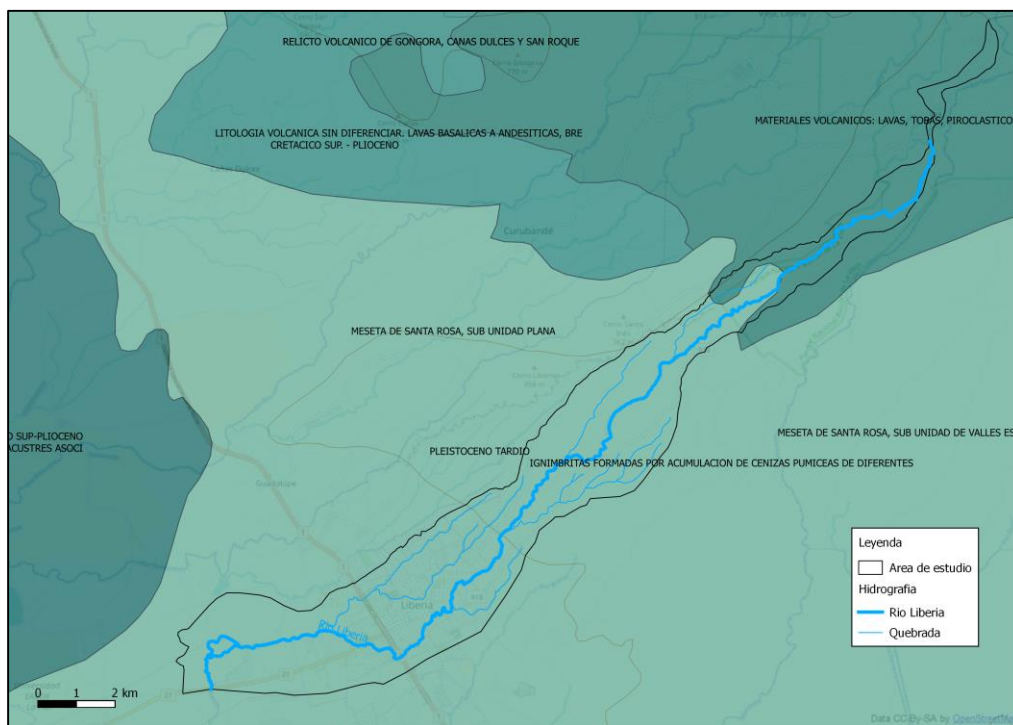 RELICTO VOLCANICO DE GONGORA, CANAS DULCES Y SAN ROQUE
LITOLOGIA VOLCANICA SIN DIFERENCIAR. LAVAS BASALICAS A ANDESITICAS, BRE
CRETACICO SUP. - PLIOCENO
MATERIALES VOLCANICOS: LAVAS, TOBAS, PIROCLASTICO
Curubandé
MESETA DE SANTA ROSA, SUB UNIDAD PLANA
O SUP-PLIOCENO
ACUSTRES ASOCI
PLEISTOCENO TARDIO
MESETA DE SANTA ROSA, SUB UNIDAD DE VALLES ES
IGNIMBRITAS FORMADAS POR ACUMULACION DE CENIZAS PUMICEAS DE DIFERENTES
Guadalupe
Leyenda
Area de estudio
Hidrografia
Rio Liberia
Quebrada
Liberia
Rio Liberia
0 1 2 km
Data CC-By-SA by OpenStreetMa